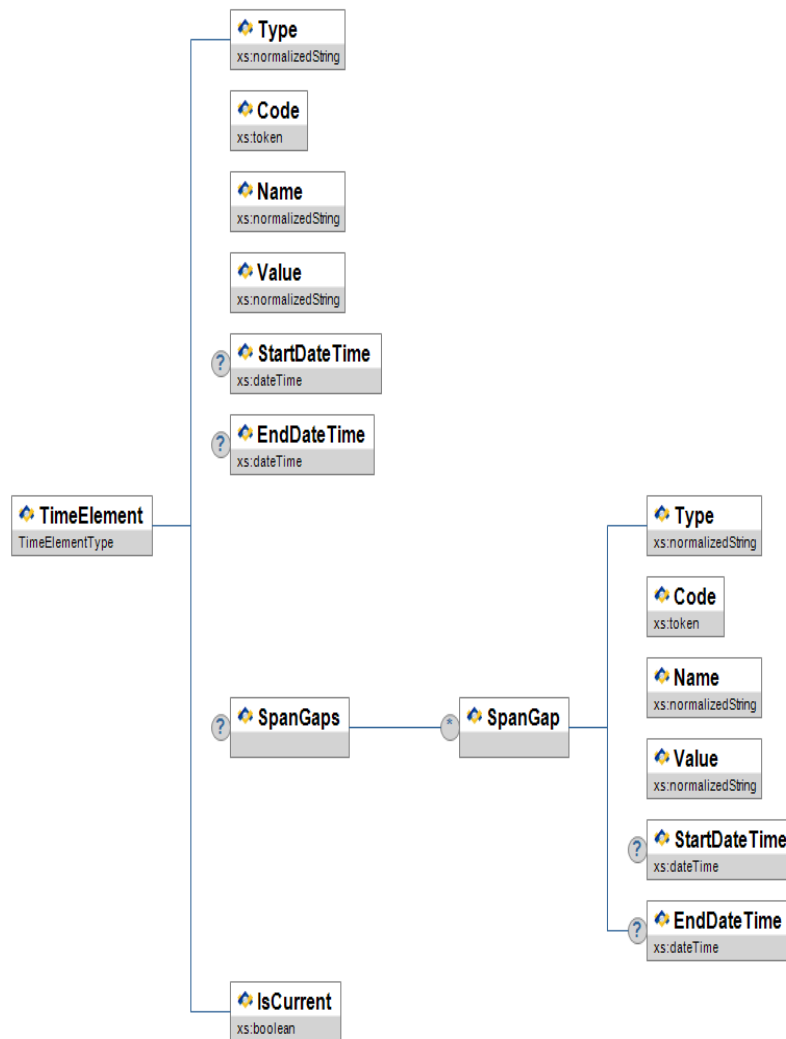 Type
xs:normalizedString
Code
xs:token
Name
xs:normalizedString
Value
xs:normalizedString
?
StartDateTime
xs:dateTime
?
EndDateTime
xs:dateTime
TimeElement
TimeElementType
?
SpanGaps
*
SpanGap
Type
xs:normalizedString
Code
xs:token
Name
xs:normalizedString
Value
xs:normalizedString
?
StartDateTime
xs:dateTime
?
EndDateTime
xs:dateTime
IsCurrent
xs:boolean